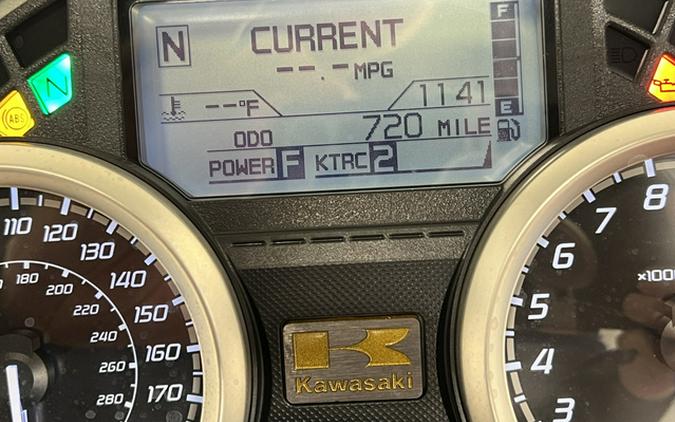 N CURRENT F
--.-MPG
--°F 1141
E
ODO 720 MILE
POWER F KTRC 2
N
ABS
110 120 130 140 150 160 170
180 200 220 240 260 280
Kawasaki
8 7 6 5 4 3
x1000